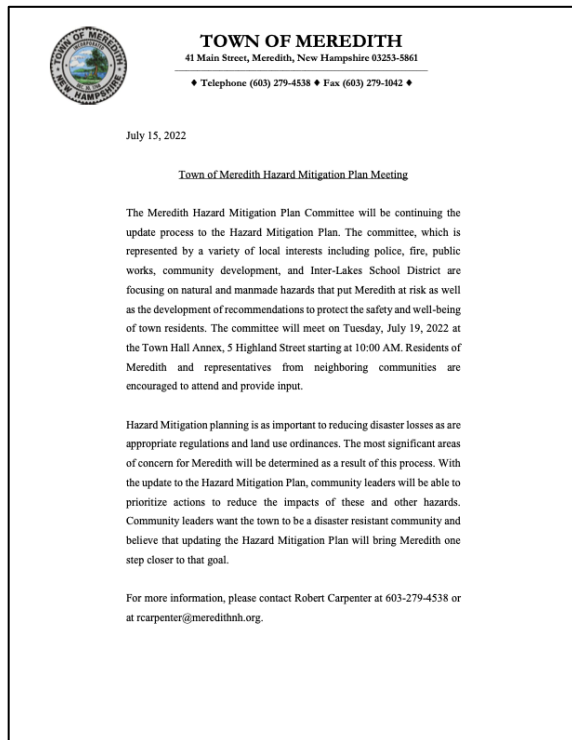 TOWN OF MEREDITH
INCORPORATED
NEW HAMPSHIRE
TOWN OF MEREDITH
41 Main Street, Meredith, New Hampshire 03253-5861
♦ Telephone (603) 279-4538 ♦ Fax (603) 279-1042 ♦
July 15, 2022
Town of Meredith Hazard Mitigation Plan Meeting
The Meredith Hazard Mitigation Plan Committee will be continuing the
update process to the Hazard Mitigation Plan. The committee, which is
represented by a variety of local interests including police, fire, public
works, community development, and Inter-Lakes School District are
focusing on natural and manmade hazards that put Meredith at risk as well
as the development of recommendations to protect the safety and well-being
of town residents. The committee will meet on Tuesday, July 19, 2022 at
the Town Hall Annex, 5 Highland Street starting at 10:00 AM. Residents of
Meredith and representatives from neighboring communities are
encouraged to attend and provide input.
Hazard Mitigation planning is as important to reducing disaster losses as are
appropriate regulations and land use ordinances. The most significant areas
of concern for Meredith will be determined as a result of this process. With
the update to the Hazard Mitigation Plan, community leaders will be able to
prioritize actions to reduce the impacts of these and other hazards.
Community leaders want the town to be a disaster resistant community and
believe that updating the Hazard Mitigation Plan will bring Meredith one
step closer to that goal.
For more information, please contact Robert Carpenter at 603-279-4538 or
at rcarpenter@meredithnh.org.